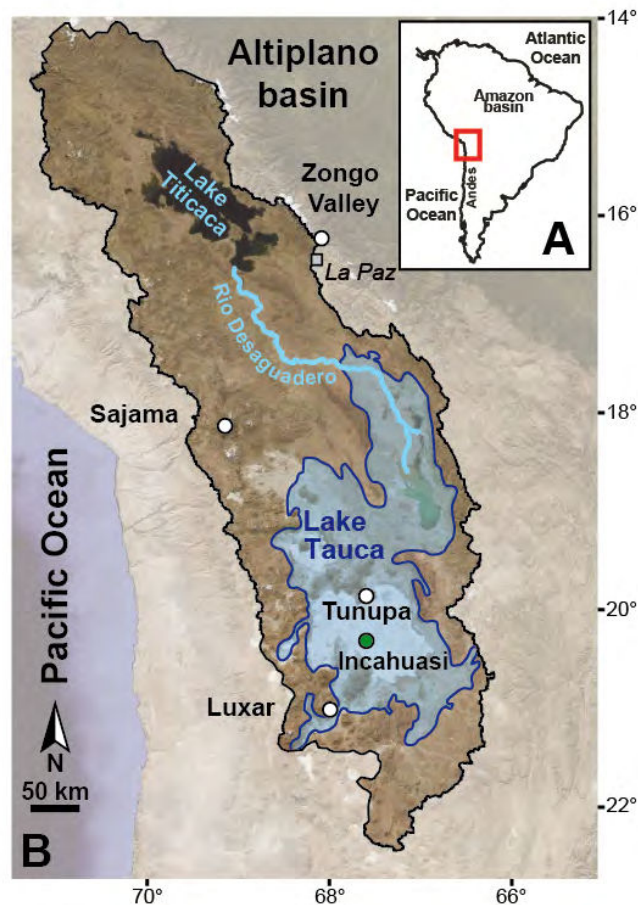 Altiplano
basin
14°
Atlantic
Ocean
Amazon
basin
Andes
Pacific
Ocean
A
Lake
Titicaca
Zongo
Valley
16°
La Paz
Rio Desaguadero
Sajama
18°
Lake
Tauca
Pacific Ocean
Tunupa
20°
Incahuasi
Luxar
N
50 km
22°
B
70°
68°
66°